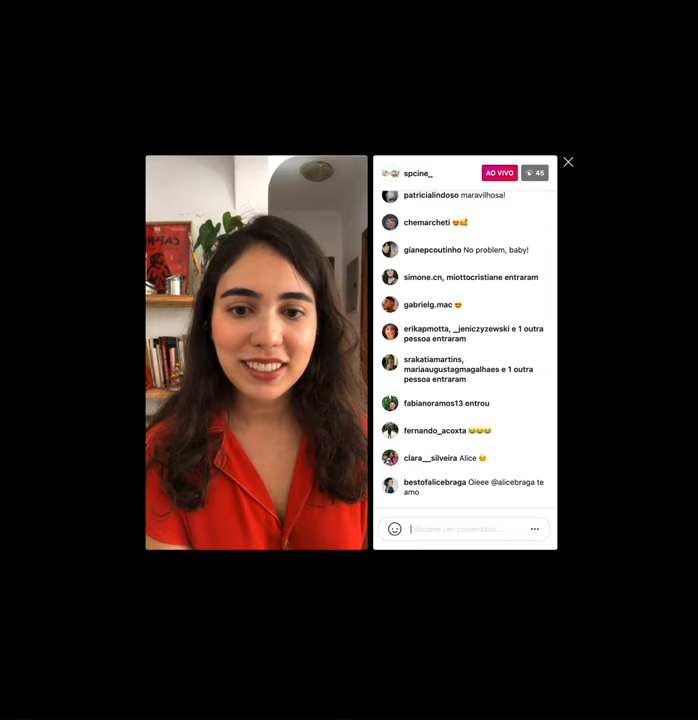 spcine_
AO VIVO
45
patricialindoso maravilhosa!
chemarcheti 😍🥰
gianepcoutinho No problem, baby!
simone.cn, miottocristiane entraram
gabrielg.mac 😍
erikapmotta, _jeniczyzewski e 1 outra
pessoa entraram
srakatiamartins,
mariaaugustagmagalhaes e 1 outra
pessoa entraram
fabianoramos13 entrou
fernando_acoxta 😂😂😂
clara__silveira Alice 😊
bestofalicebraga Oieee @alicebraga te
amo
Adicione um comentário...